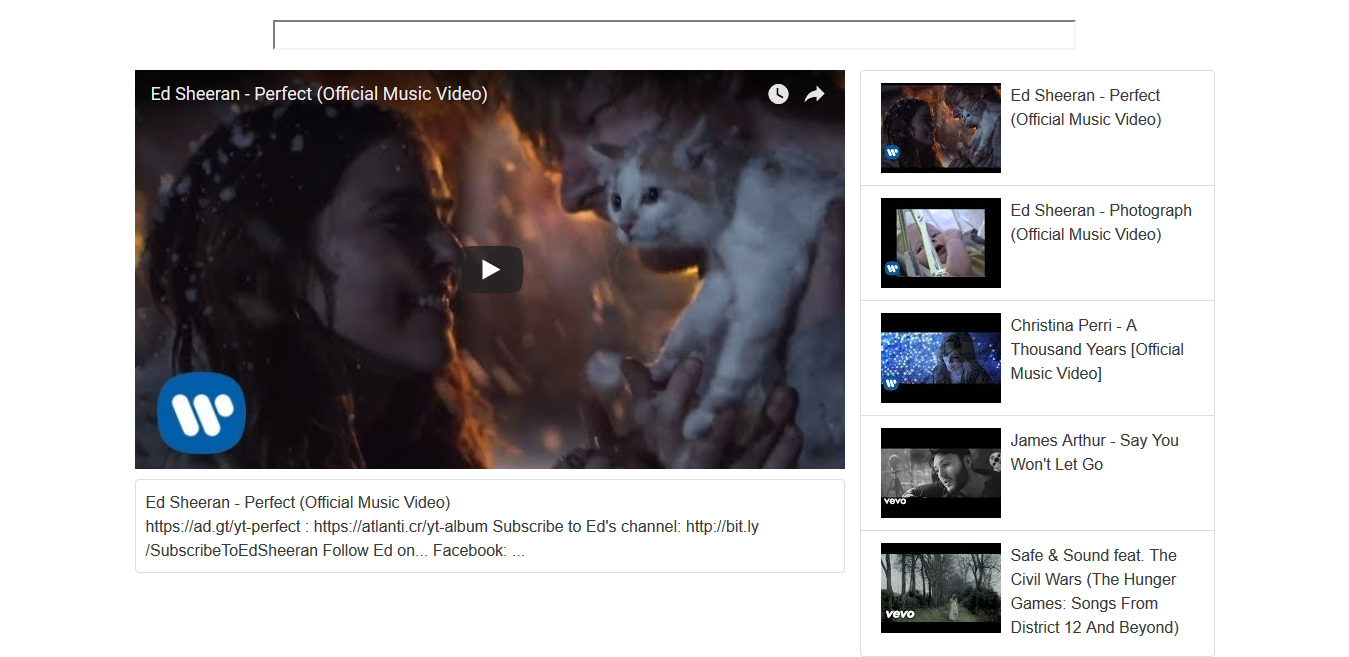 Ed Sheeran - Perfect (Official Music Video)
Ed Sheeran - Perfect (Official Music Video)
https://ad.gt/yt-perfect : https://atlanti.cr/yt-album Subscribe to Ed's channel: http://bit.ly
/SubscribeToEdSheeran Follow Ed on... Facebook: ...
Ed Sheeran - Perfect
(Official Music Video)
Ed Sheeran - Photograph
(Official Music Video)
Christina Perri - A
Thousand Years [Official
Music Video]
James Arthur - Say You
Won't Let Go
vevo
Safe & Sound feat. The
Civil Wars (The Hunger
Games: Songs From
District 12 And Beyond)
vevo